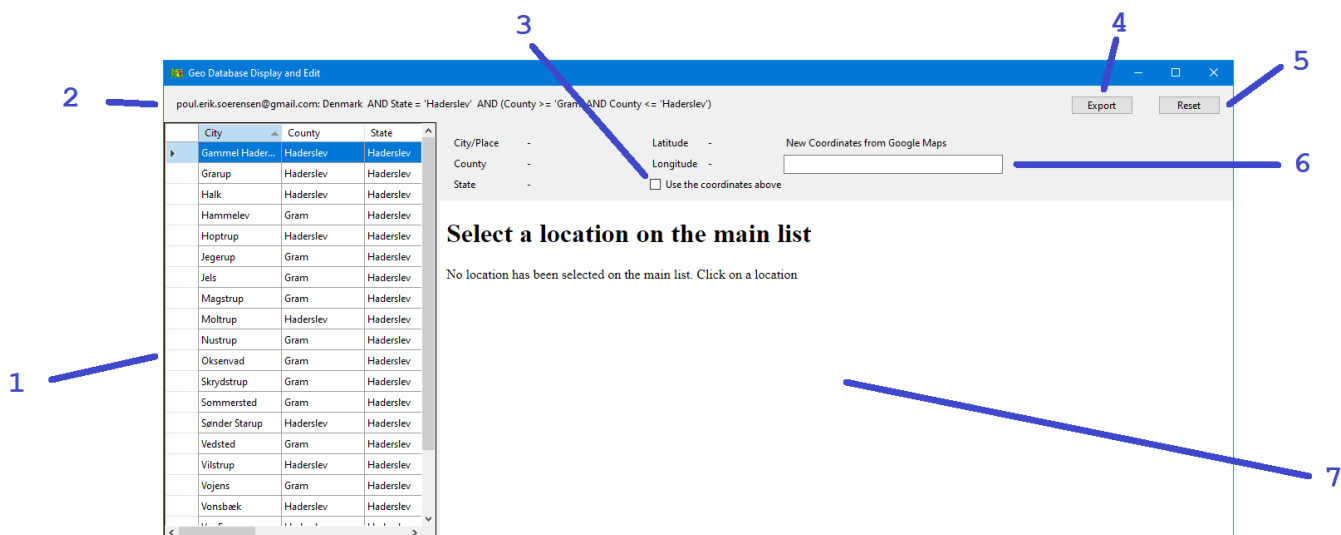 3
4
Geo Database Display and Edit
5
2
poul.erik.soerensen@gmail.com: Denmark AND State = 'Haderslev' AND (County >= 'Gram' AND County <= 'Haderslev')
Export
Reset
City County State
Gammel Hader... Haderslev Haderslev
Grarup Haderslev Haderslev
Halk Haderslev Haderslev
Hammelev Gram Haderslev
Hoptrup Haderslev Haderslev
Jegerup Gram Haderslev
Jels Gram Haderslev
Magstrup Gram Haderslev
Moltrup Haderslev Haderslev
Nustrup Gram Haderslev
Oksenvad Gram Haderslev
Skrydstrup Gram Haderslev
Sommersted Gram Haderslev
Sønder Starup Haderslev Haderslev
Vedsted Gram Haderslev
Vilstrup Haderslev Haderslev
Vojens Gram Haderslev
Vonsbæk Haderslev Haderslev
City/Place - Latitude - New Coordinates from Google Maps
County - Longitude -
State - Use the coordinates above
6
Select a location on the main list
No location has been selected on the main list. Click on a location
1
7